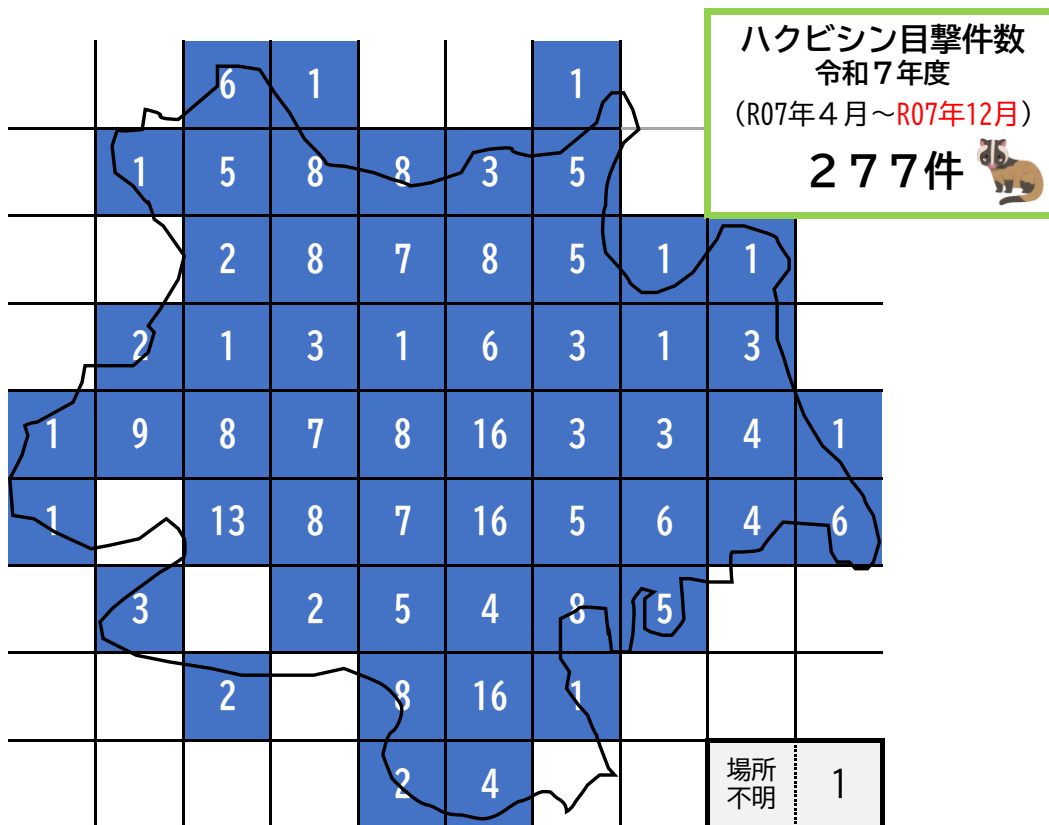 ハクビシン目撃件数
令和７年度
（R07年４月～R07年12月）
２７７件
6 1 1
1 5 8 8 3 5
2 8 7 8 5 1 1
2 1 3 1 6 3 1 3
1 9 8 7 8 16 3 3 4 1
1 13 8 7 16 5 6 4 6
3 2 5 4 8 5
2 8 16 1
2 4
場所
不明
1